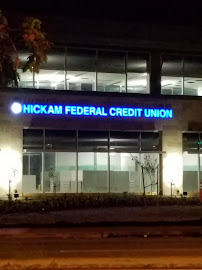 HICKAM FEDERAL CREDIT UNION